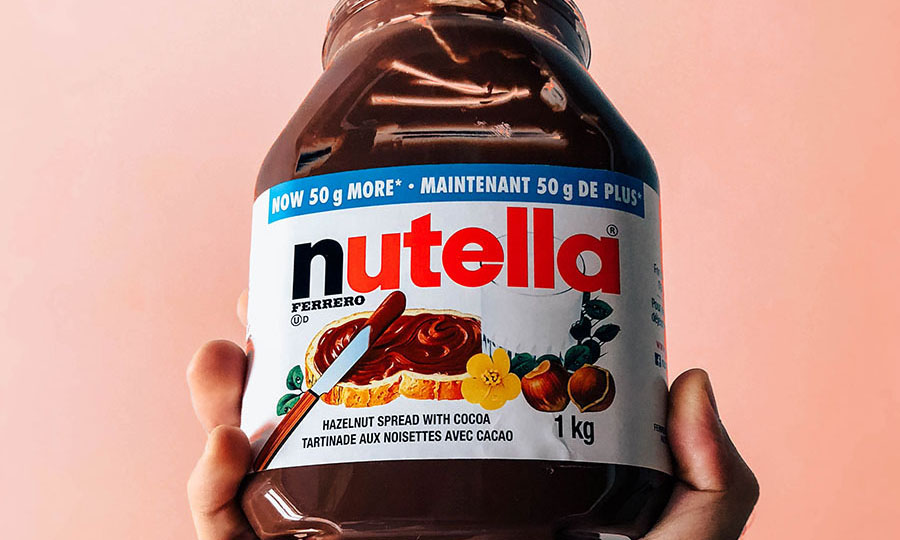 NOW 50 g MORE* • MAINTENANT 50 g DE PLUS*
nutella®
FERRERO
Ⓤ D
HAZELNUT SPREAD WITH COCOA
TARTINADE AUX NOISETTES AVEC CACAO
1 kg